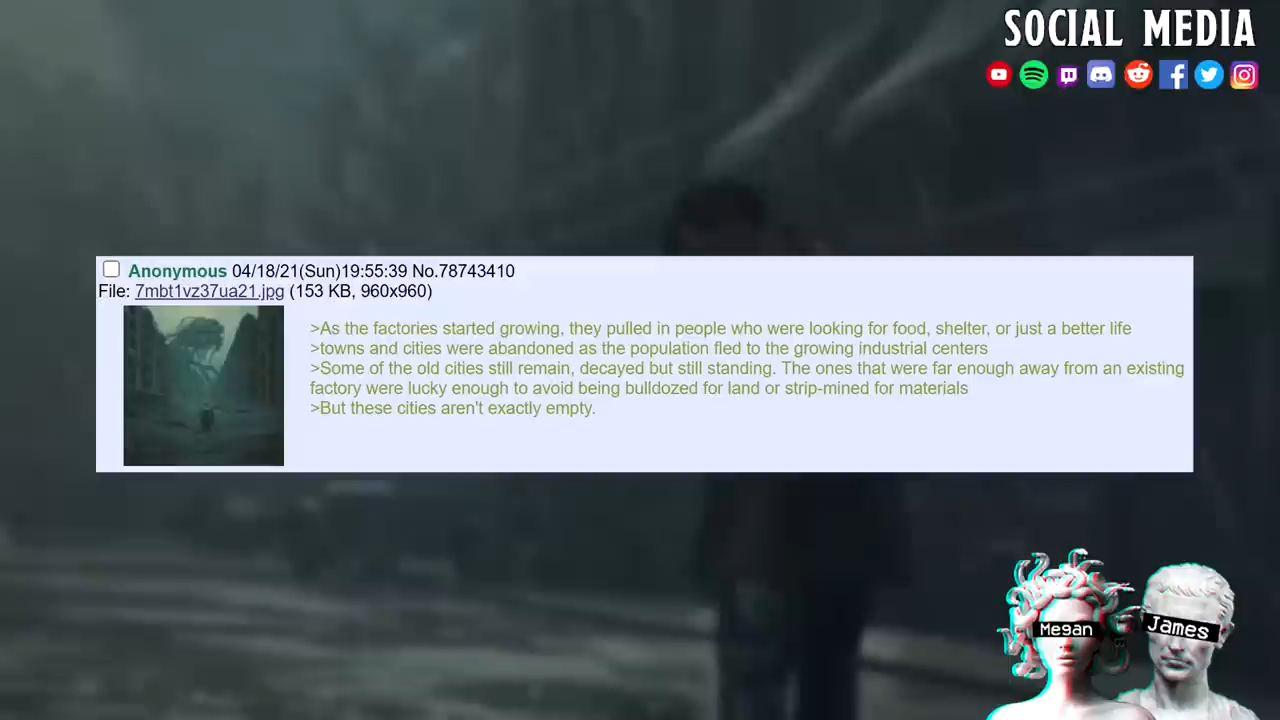 SOCIAL MEDIA
Anonymous 04/18/21(Sun)19:55:39 No.78743410
File: 7mbt1vz37ua21.jpg (153 KB, 960x960)
>As the factories started growing, they pulled in people who were looking for food, shelter, or just a better life
>towns and cities were abandoned as the population fled to the growing industrial centers
>Some of the old cities still remain, decayed but still standing. The ones that were far enough away from an existing
factory were lucky enough to avoid being bulldozed for land or strip-mined for materials
>But these cities aren't exactly empty.
Megan
James